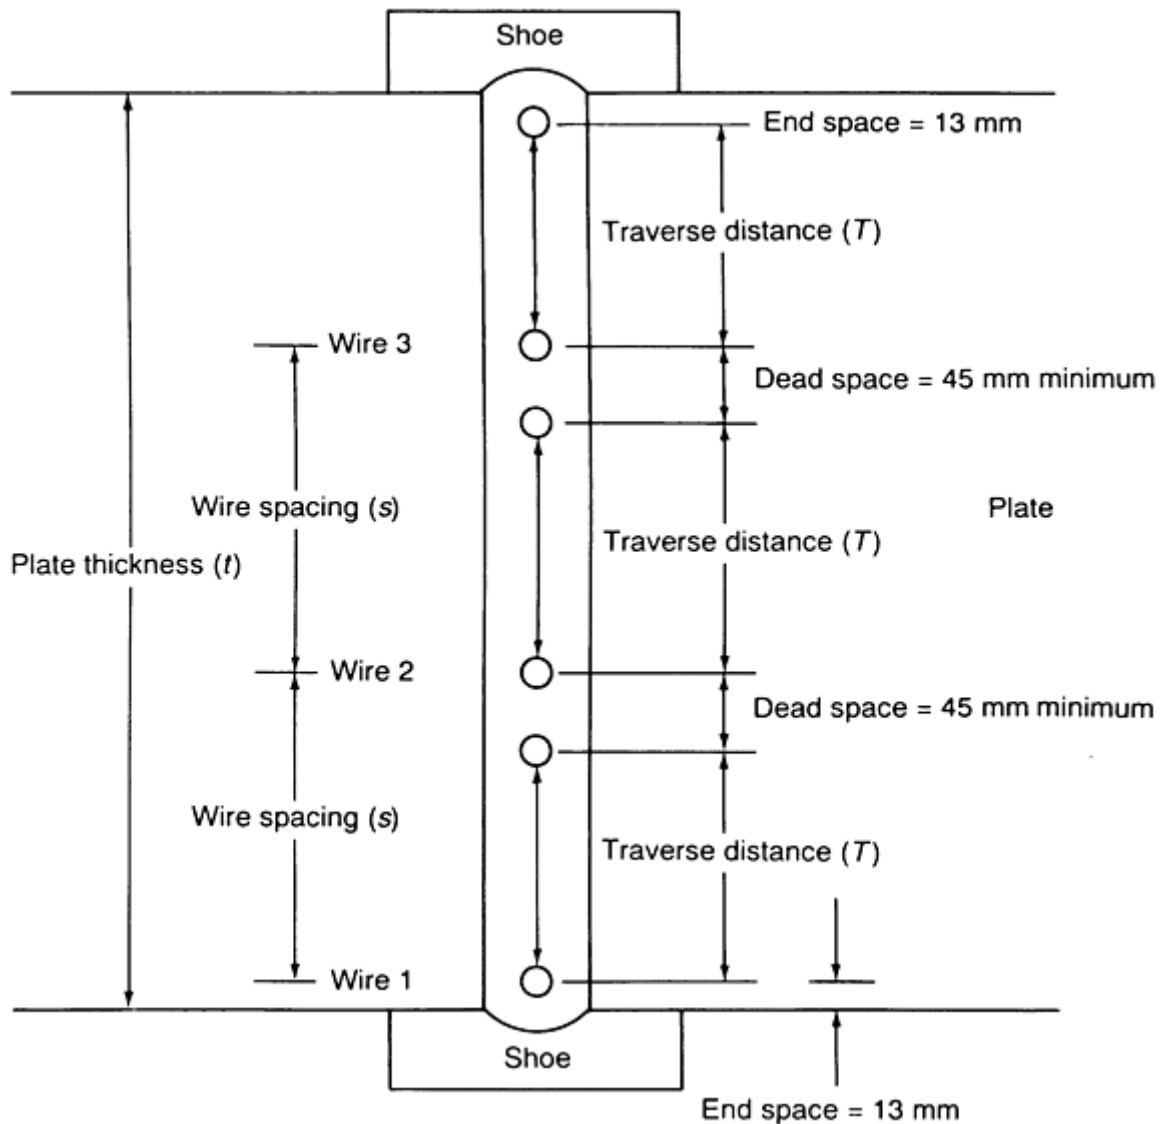 Shoe
End space = 13 mm
Traverse distance (T)
Wire 3
Dead space = 45 mm minimum
Wire spacing (s)
Plate
Traverse distance (T)
Plate thickness (t)
Wire 2
Dead space = 45 mm minimum
Wire spacing (s)
Traverse distance (T)
Wire 1
Shoe
End space = 13 mm